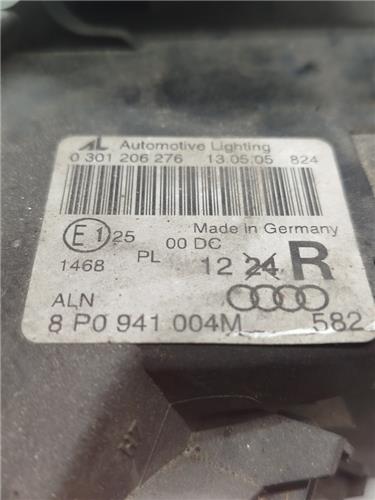 AL Automotive Lighting
0 301 206 276 13.05.05 824
Made in Germany
E1 25 00 DC
1468 PL 12 24 R
ALN
8 P0 941 004M 582